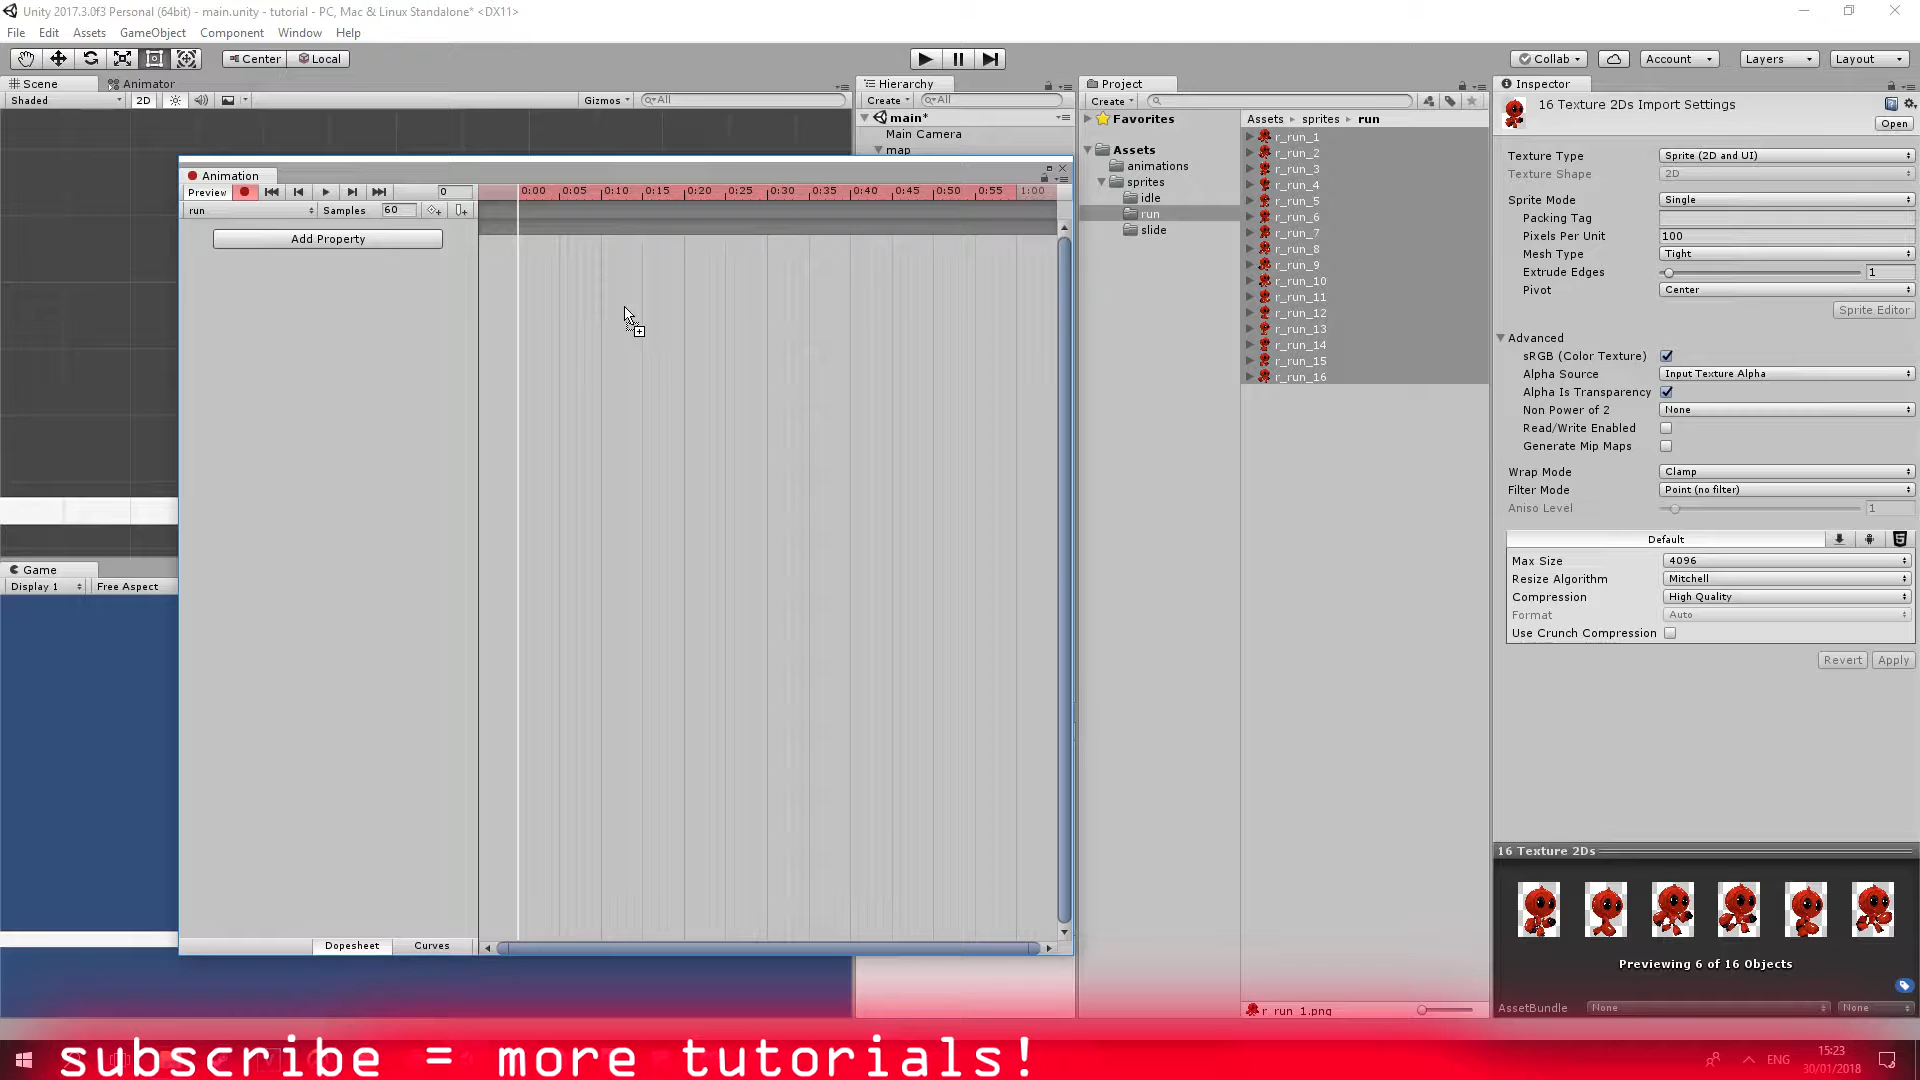 Unity 2017.3.0f3 Personal (64bit) - main.unity - tutorial - PC, Mac & Linux Standalone* <DX11>
File Edit Assets GameObject Component Window Help
Center Local Collab Account Layers Layout
Scene Animator
Shaded 2D Gizmos All
Hierarchy
Create All
main*
Main Camera
map
Animation
Preview 0
run Samples 60
0:00 0:05 0:10 0:15 0:20 0:25 0:30 0:35 0:40 0:45 0:50 0:55 1:00
Add Property
Dopesheet Curves
Game
Display 1 Free Aspect
Project
Create
Favorites
Assets
animations
sprites
idle
run
slide
Assets sprites run
r_run_1
r_run_2
r_run_3
r_run_4
r_run_5
r_run_6
r_run_7
r_run_8
r_run_9
r_run_10
r_run_11
r_run_12
r_run_13
r_run_14
r_run_15
r_run_16
r_run_1.png
Inspector
16 Texture 2Ds Import Settings
Open
Texture Type Sprite (2D and UI)
Texture Shape 2D
Sprite Mode Single
Packing Tag
Pixels Per Unit 100
Mesh Type Tight
Extrude Edges 1
Pivot Center
Sprite Editor
Advanced
sRGB (Color Texture)
Alpha Source Input Texture Alpha
Alpha Is Transparency
Non Power of 2 None
Read/Write Enabled
Generate Mip Maps
Wrap Mode Clamp
Filter Mode Point (no filter)
Aniso Level 1
Default
Max Size 4096
Resize Algorithm Mitchell
Compression High Quality
Format Auto
Use Crunch Compression
Revert Apply
16 Texture 2Ds
Previewing 6 of 16 Objects
AssetBundle None None
subscribe = more tutorials!
ENG
15:23
30/01/2018